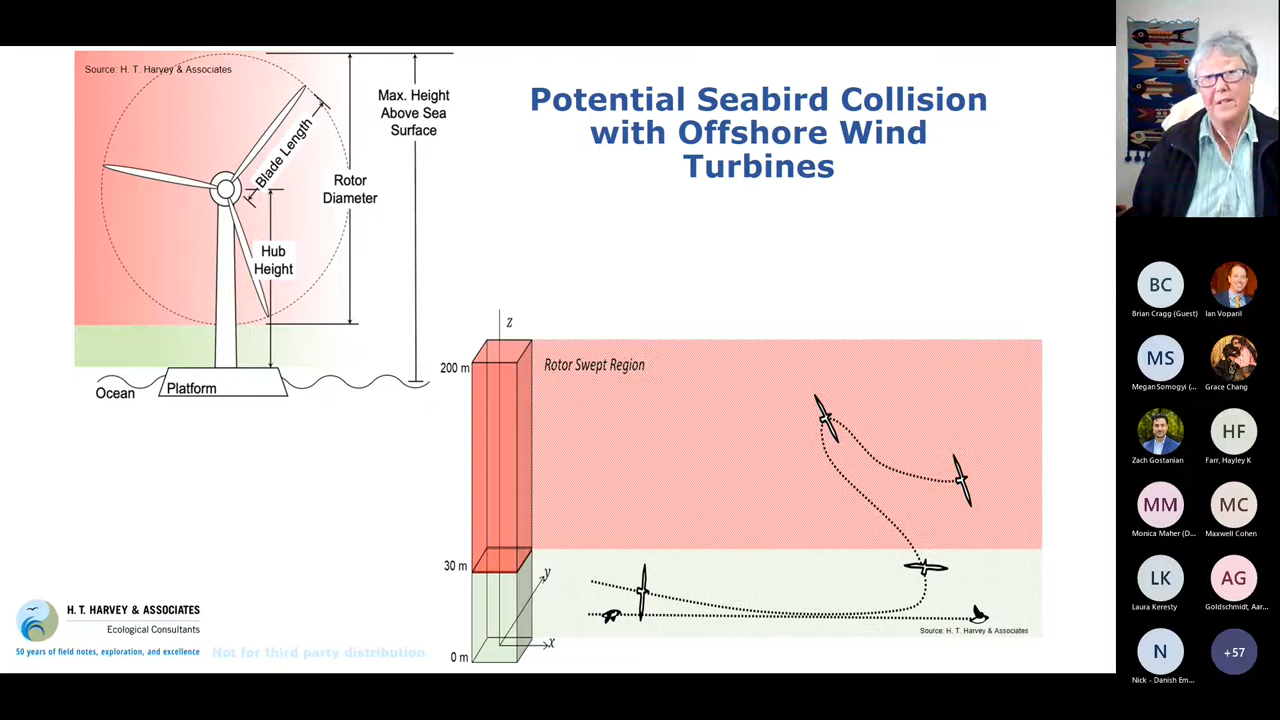 Source: H. T. Harvey & Associates
Max. Height
Above Sea
Surface
Blade Length
Rotor
Diameter
Hub
Height
Ocean
Platform
Potential Seabird Collision
with Offshore Wind
Turbines
z
200 m
Rotor Swept Region
30 m
y
x
0 m
Source: H. T. Harvey & Associates
H. T. HARVEY & ASSOCIATES
Ecological Consultants
50 years of field notes, exploration, and excellence
Not for third party distribution
BC
Brian Cragg (Guest)
Ian Voparil
MS
Megan Somogyi (...
Grace Chang
Zach Gostanian
HF
Farr, Hayley K
MM
Monica Maher (D...
MC
Maxwell Cohen
LK
Laura Keresty
AG
Goldschmidt, Aar...
N
Nick - Danish Em...
+57